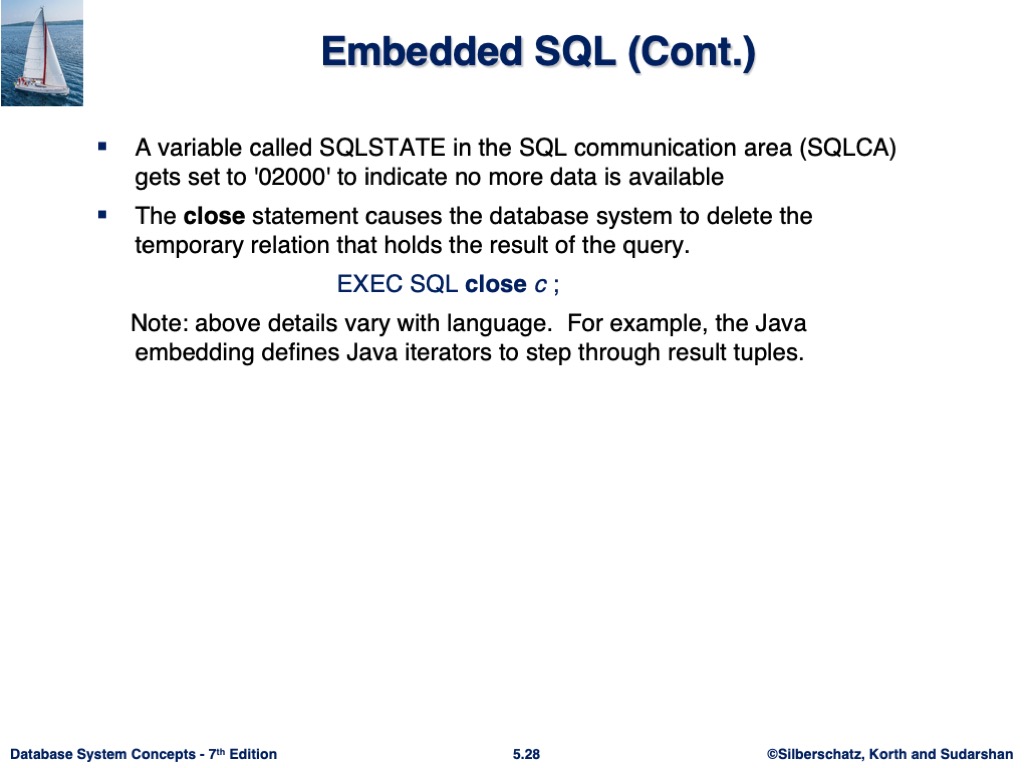 Embedded SQL (Cont.)
▪ A variable called SQLSTATE in the SQL communication area (SQLCA)
gets set to '02000' to indicate no more data is available
▪ The close statement causes the database system to delete the
temporary relation that holds the result of the query.
EXEC SQL close c ;
Note: above details vary with language.  For example, the Java
embedding defines Java iterators to step through result tuples.
Database System Concepts - 7th Edition
5.28
©Silberschatz, Korth and Sudarshan